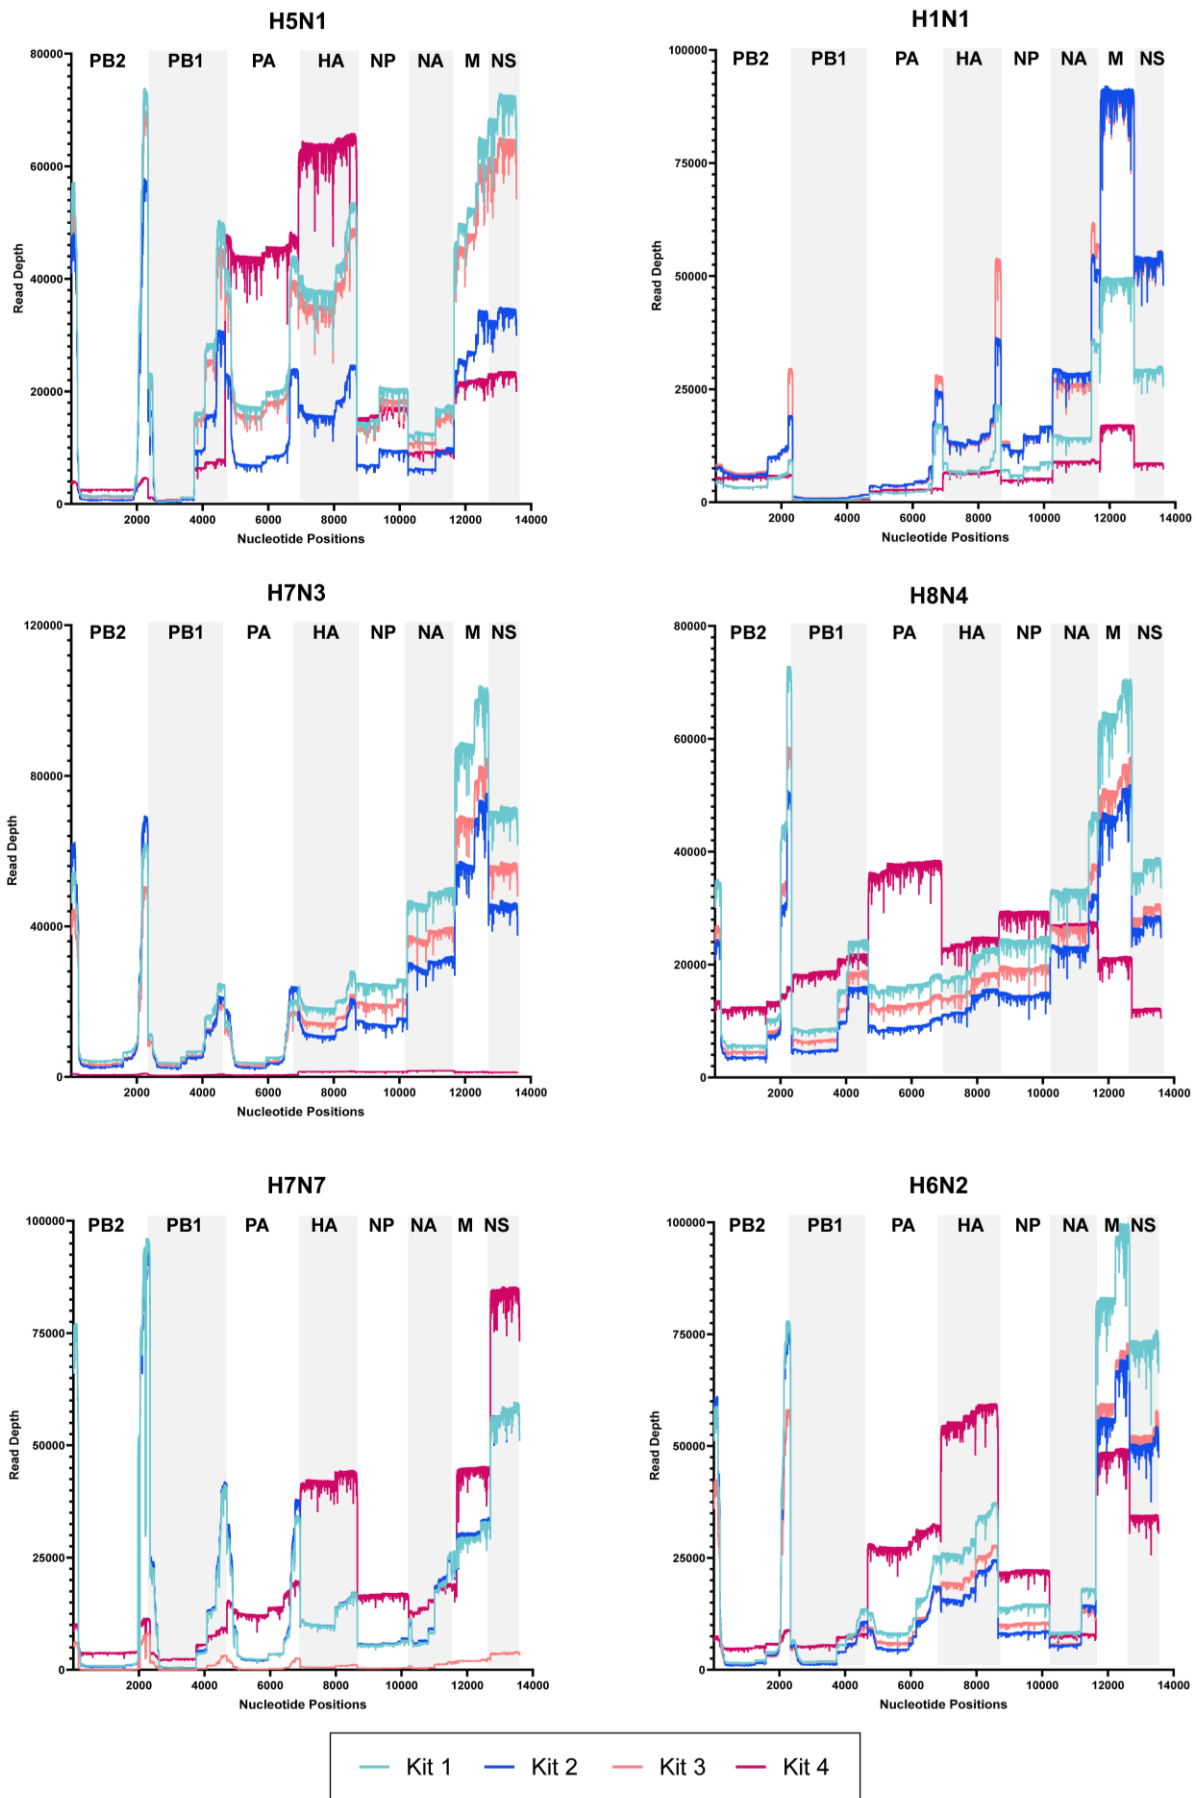 H5N1
PB2 PB1 PA HA NP NA M NS
80000
60000
40000
20000
0
Read Depth
2000 4000 6000 8000 10000 12000 14000
Nucleotide Positions
H1N1
PB2 PB1 PA HA NP NA M NS
100000
75000
50000
25000
0
Read Depth
2000 4000 6000 8000 10000 12000 14000
Nucleotide Positions
H7N3
PB2 PB1 PA HA NP NA M NS
120000
80000
40000
0
Read Depth
2000 4000 6000 8000 10000 12000 14000
Nucleotide Positions
H8N4
PB2 PB1 PA HA NP NA M NS
80000
60000
40000
20000
0
Read Depth
2000 4000 6000 8000 10000 12000 14000
H7N7
PB2 PB1 PA HA NP NA M NS
100000
75000
50000
25000
0
Read Depth
2000 4000 6000 8000 10000 12000 14000
Nucleotide Positions
H6N2
PB2 PB1 PA HA NP NA M NS
100000
75000
50000
25000
0
Read Depth
2000 4000 6000 8000 10000 12000 14000
Nucleotide Positions
Kit 1 Kit 2 Kit 3 Kit 4